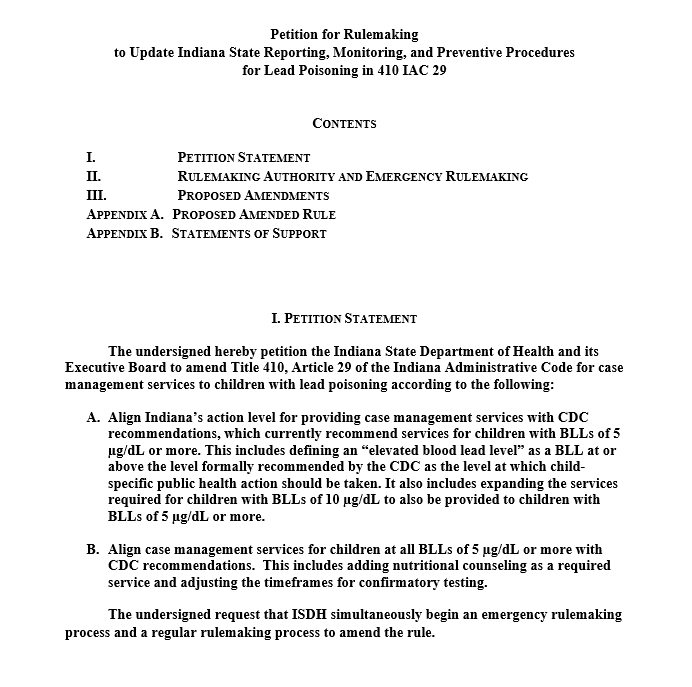 Petition for Rulemaking
to Update Indiana State Reporting, Monitoring, and Preventive Procedures
for Lead Poisoning in 410 IAC 29
CONTENTS
I. PETITION STATEMENT
II. RULEMAKING AUTHORITY AND EMERGENCY RULEMAKING
III. PROPOSED AMENDMENTS
APPENDIX A. PROPOSED AMENDED RULE
APPENDIX B. STATEMENTS OF SUPPORT
I. PETITION STATEMENT
The undersigned hereby petition the Indiana State Department of Health and its
Executive Board to amend Title 410, Article 29 of the Indiana Administrative Code for case
management services to children with lead poisoning according to the following:
A. Align Indiana’s action level for providing case management services with CDC
recommendations, which currently recommend services for children with BLLs of 5
µg/dL or more. This includes defining an “elevated blood lead level” as a BLL at or
above the level formally recommended by the CDC as the level at which child-
specific public health action should be taken. It also includes expanding the services
required for children with BLLs of 10 µg/dL to also be provided to children with
BLLs of 5 µg/dL or more.
B. Align case management services for children at all BLLs of 5 µg/dL or more with
CDC recommendations.  This includes adding nutritional counseling as a required
service and adjusting the timeframes for confirmatory testing.
The undersigned request that ISDH simultaneously begin an emergency rulemaking
process and a regular rulemaking process to amend the rule.